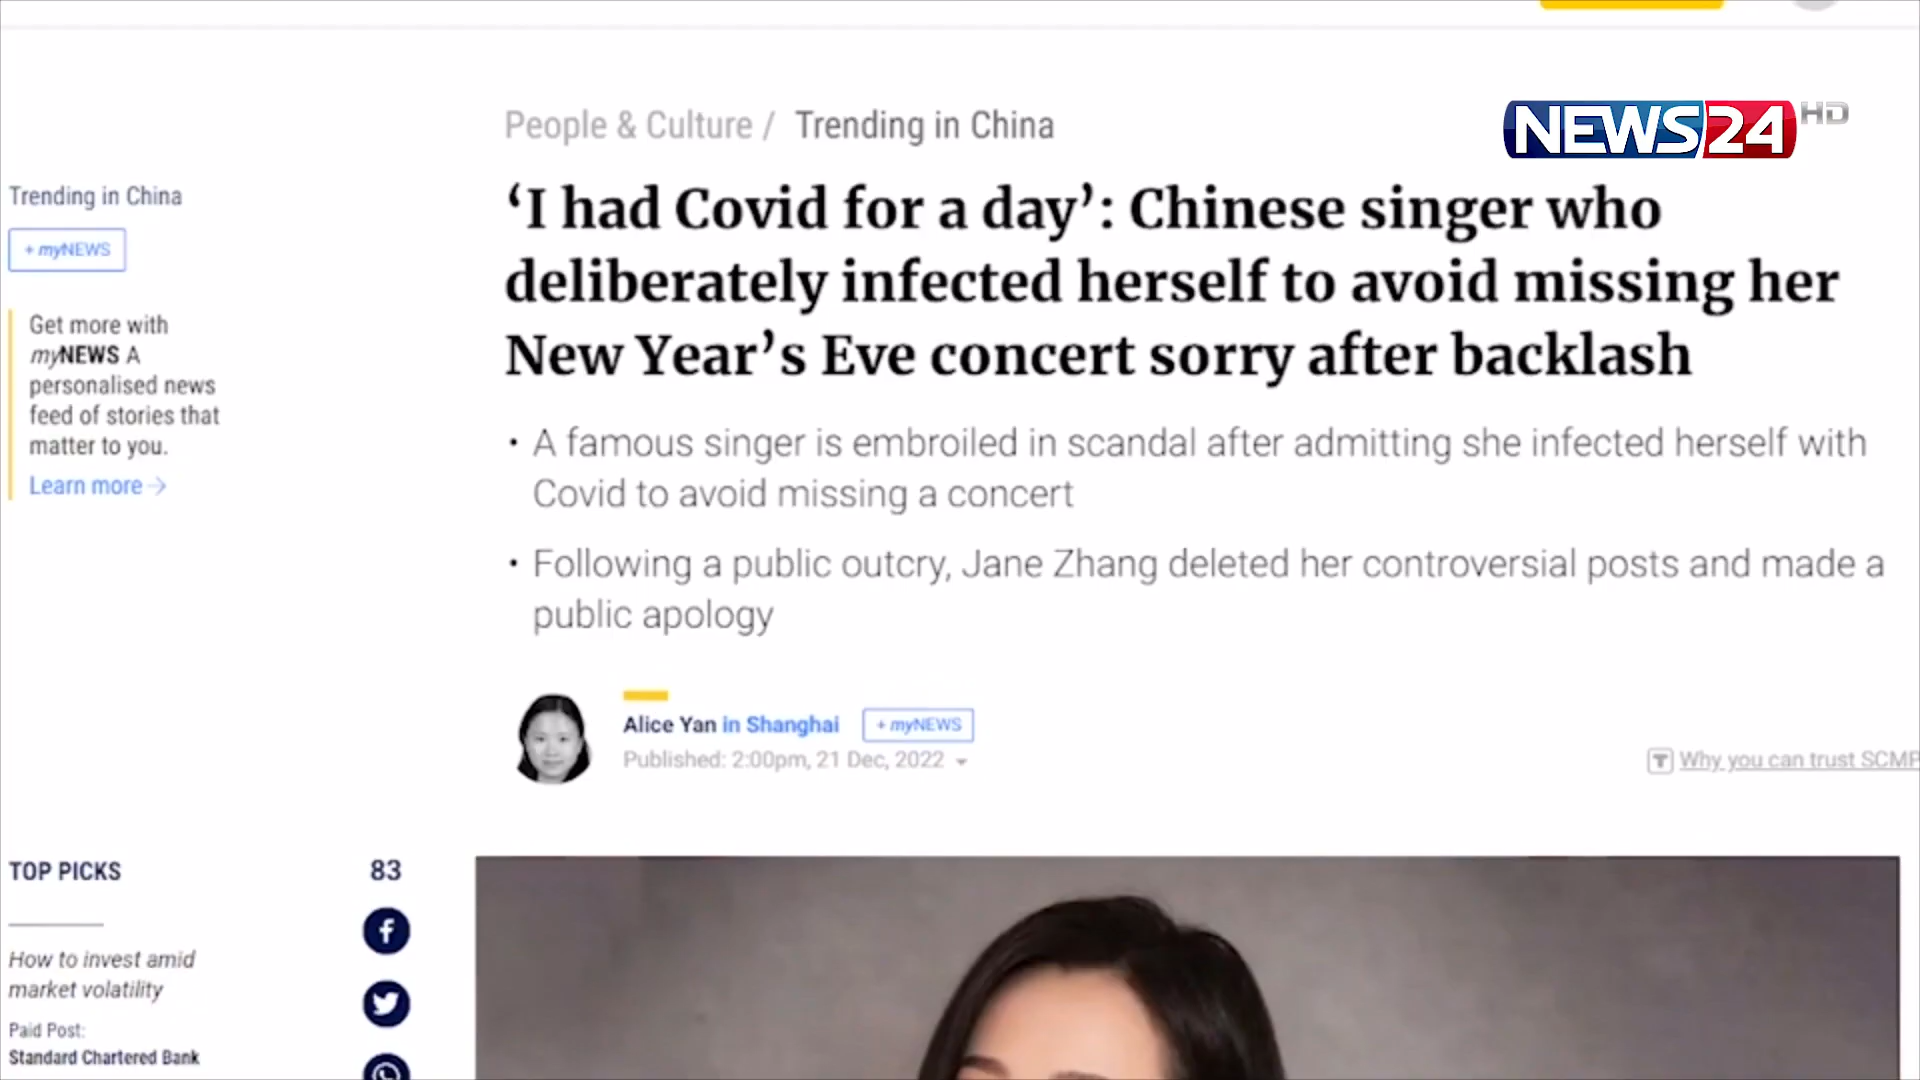 People & Culture / Trending in China
NEWS24 HD
Trending in China
+ myNEWS
Get more with
myNEWS A
personalised news
feed of stories that
matter to you.
Learn more
‘I had Covid for a day’: Chinese singer who
deliberately infected herself to avoid missing her
New Year’s Eve concert sorry after backlash
• A famous singer is embroiled in scandal after admitting she infected herself with
Covid to avoid missing a concert
• Following a public outcry, Jane Zhang deleted her controversial posts and made a
public apology
Alice Yan in Shanghai + myNEWS
Published: 2:00pm, 21 Dec, 2022
Why you can trust SCMP
TOP PICKS
83
How to invest amid
market volatility
Paid Post:
Standard Chartered Bank